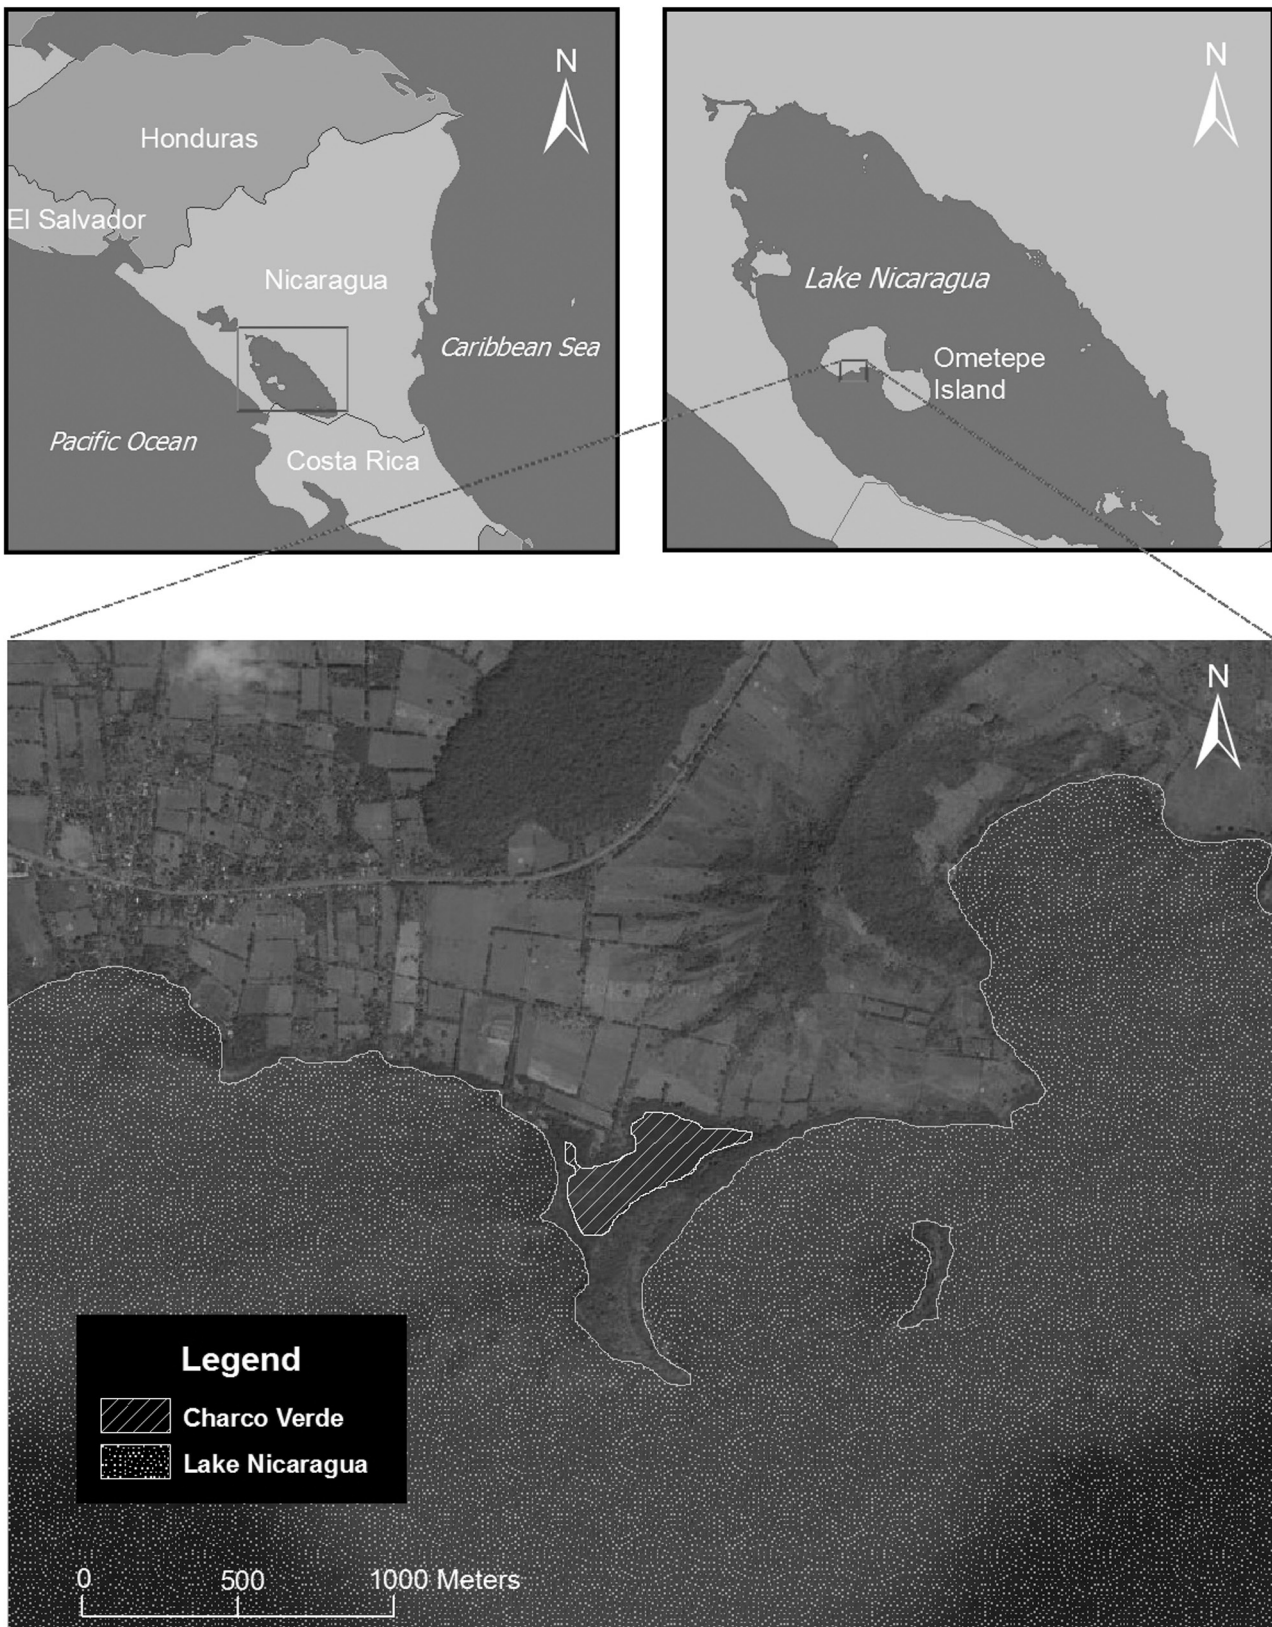 N
Honduras
El Salvador
Nicaragua
Caribbean Sea
Pacific Ocean
Costa Rica
N
Lake Nicaragua
Ometepe
Island
N
Legend
Charco Verde
Lake Nicaragua
0 500 1000 Meters